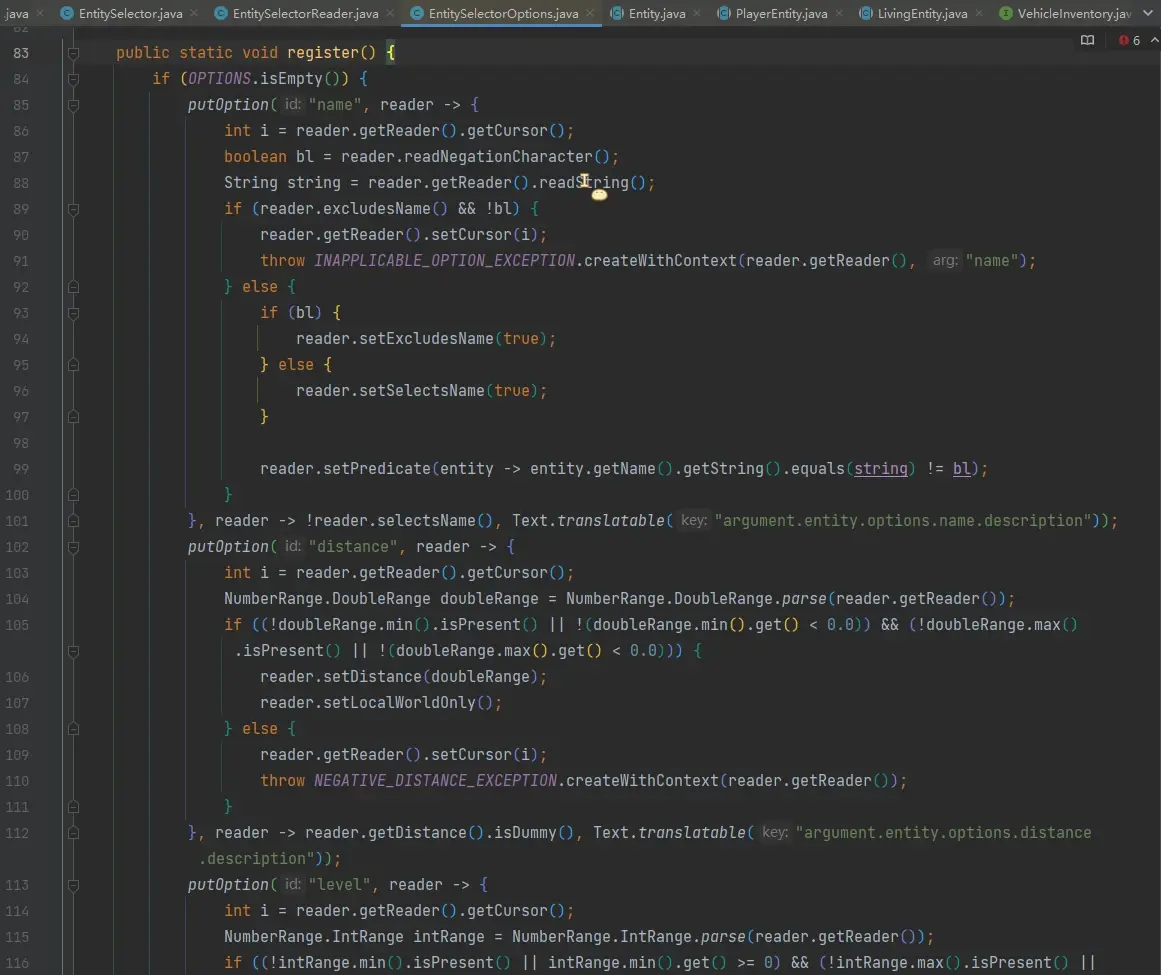 .java EntitySelector.java EntitySelectorReader.java EntitySelectorOptions.java Entity.java PlayerEntity.java LivingEntity.java VehicleInventory.jav
6
83 public static void register() {
84 if (OPTIONS.isEmpty()) {
85 putOption( id: "name", reader -> {
86 int i = reader.getReader().getCursor();
87 boolean bl = reader.readNegationCharacter();
88 String string = reader.getReader().readString();
89 if (reader.excludesName() && !bl) {
90 reader.getReader().setCursor(i);
91 throw INAPPLICABLE_OPTION_EXCEPTION.createWithContext(reader.getReader(), arg: "name");
92 } else {
93 if (bl) {
94 reader.setExcludesName(true);
95 } else {
96 reader.setSelectsName(true);
97 }
98
99 reader.setPredicate(entity -> entity.getName().getString().equals(string) != bl);
100 }
101 }, reader -> !reader.selectsName(), Text.translatable( key: "argument.entity.options.name.description"));
102 putOption( id: "distance", reader -> {
103 int i = reader.getReader().getCursor();
104 NumberRange.DoubleRange doubleRange = NumberRange.DoubleRange.parse(reader.getReader());
105 if ((!doubleRange.min().isPresent() || !(doubleRange.min().get() < 0.0)) && (!doubleRange.max()
.isPresent() || !(doubleRange.max().get() < 0.0))) {
106 reader.setDistance(doubleRange);
107 reader.setLocalWorldOnly();
108 } else {
109 reader.getReader().setCursor(i);
110 throw NEGATIVE_DISTANCE_EXCEPTION.createWithContext(reader.getReader());
111 }
112 }, reader -> reader.getDistance().isDummy(), Text.translatable( key: "argument.entity.options.distance
.description"));
113 putOption( id: "level", reader -> {
114 int i = reader.getReader().getCursor();
115 NumberRange.IntRange intRange = NumberRange.IntRange.parse(reader.getReader());
116 if ((!intRange.min().isPresent() || intRange.min().get() >= 0) && (!intRange.max().isPresent() ||